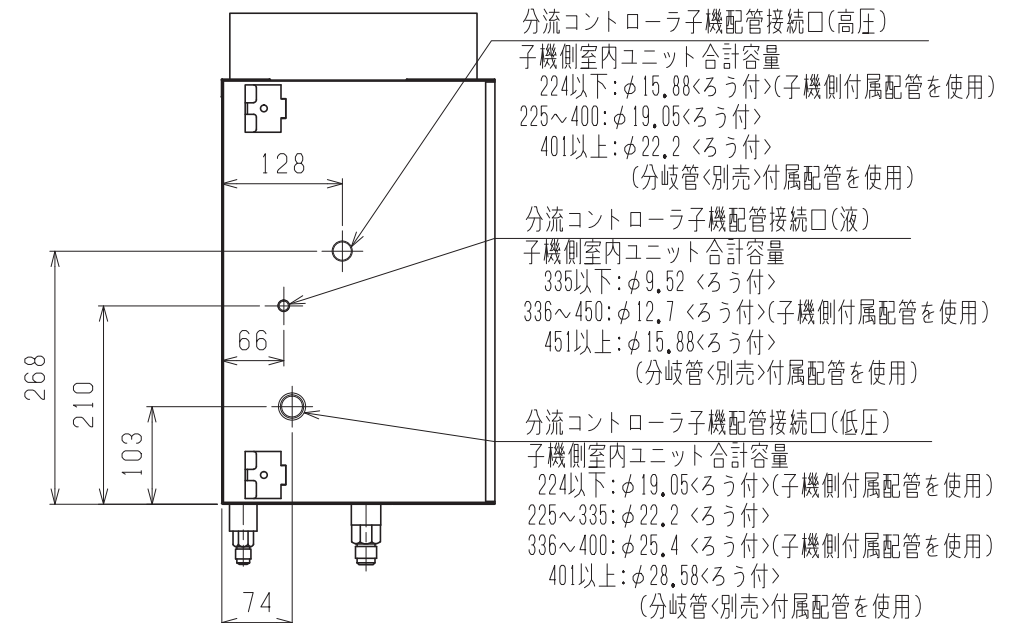 分流コントローラ子機配管接続口(高圧)
子機側室内ユニット合計容量
224以下:φ15.88<ろう付>(子機側付属配管を使用)
225～400:φ19.05<ろう付>
401以上:φ22.2 <ろう付>
(分岐管<別売>付属配管を使用)
128
分流コントローラ子機配管接続口(液)
子機側室内ユニット合計容量
335以下:φ9.52 <ろう付>
336～450:φ12.7 <ろう付>(子機側付属配管を使用)
451以上:φ15.88<ろう付>
(分岐管<別売>付属配管を使用)
66
268
210
103
分流コントローラ子機配管接続口(低圧)
子機側室内ユニット合計容量
224以下:φ19.05<ろう付>(子機側付属配管を使用)
225～335:φ22.2 <ろう付>
336～400:φ25.4 <ろう付>(子機側付属配管を使用)
401以上:φ28.58<ろう付>
(分岐管<別売>付属配管を使用)
74